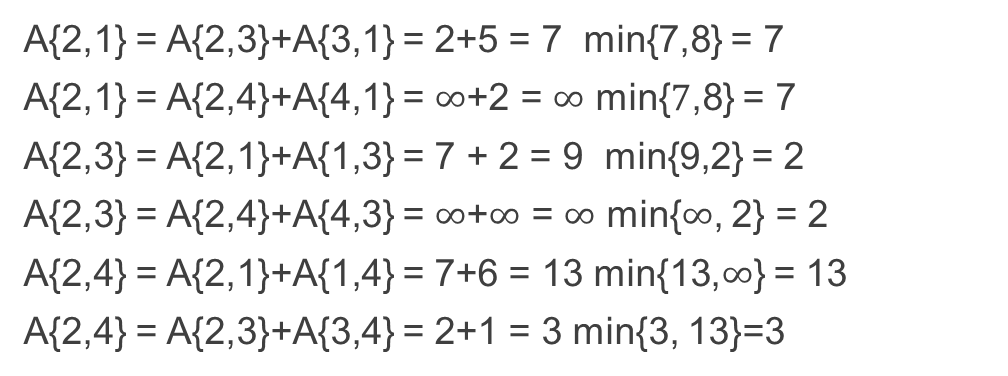 A{2,1} = A{2,3}+A{3,1} = 2+5 = 7 min{7,8} = 7
A{2,1} = A{2,4}+A{4,1} = ∞+2 = ∞ min{7,8} = 7
A{2,3} = A{2,1}+A{1,3} = 7 + 2 = 9 min{9,2} = 2
A{2,3} = A{2,4}+A{4,3} = ∞+∞ = ∞ min{∞, 2} = 2
A{2,4} = A{2,1}+A{1,4} = 7+6 = 13 min{13,∞} = 13
A{2,4} = A{2,3}+A{3,4} = 2+1 = 3 min{3, 13}=3